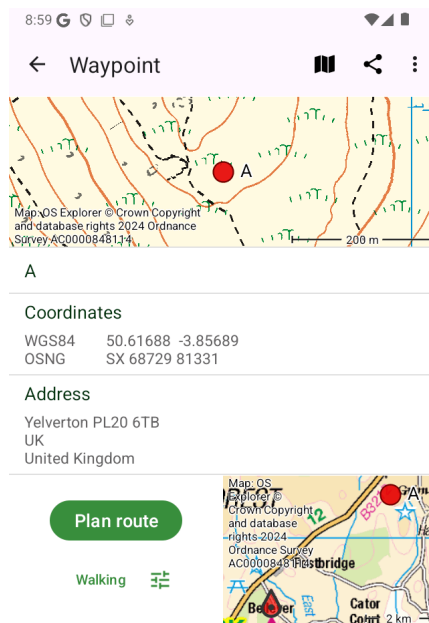 8:59
Waypoint
A
Map: OS Explorer © Crown Copyright
and database rights 2024 Ordnance
Survey AC0000848114
200 m
A
Coordinates
WGS84 50.61688 -3.85689
OSNG SX 68729 81331
Address
Yelverton PL20 6TB
UK
United Kingdom
Plan route
Walking
Map: OS
Explorer ©
Crown Copyright
and database
rights 2024
Ordnance Survey
AC0000848114
A
12
East
Cator
Court
2 km